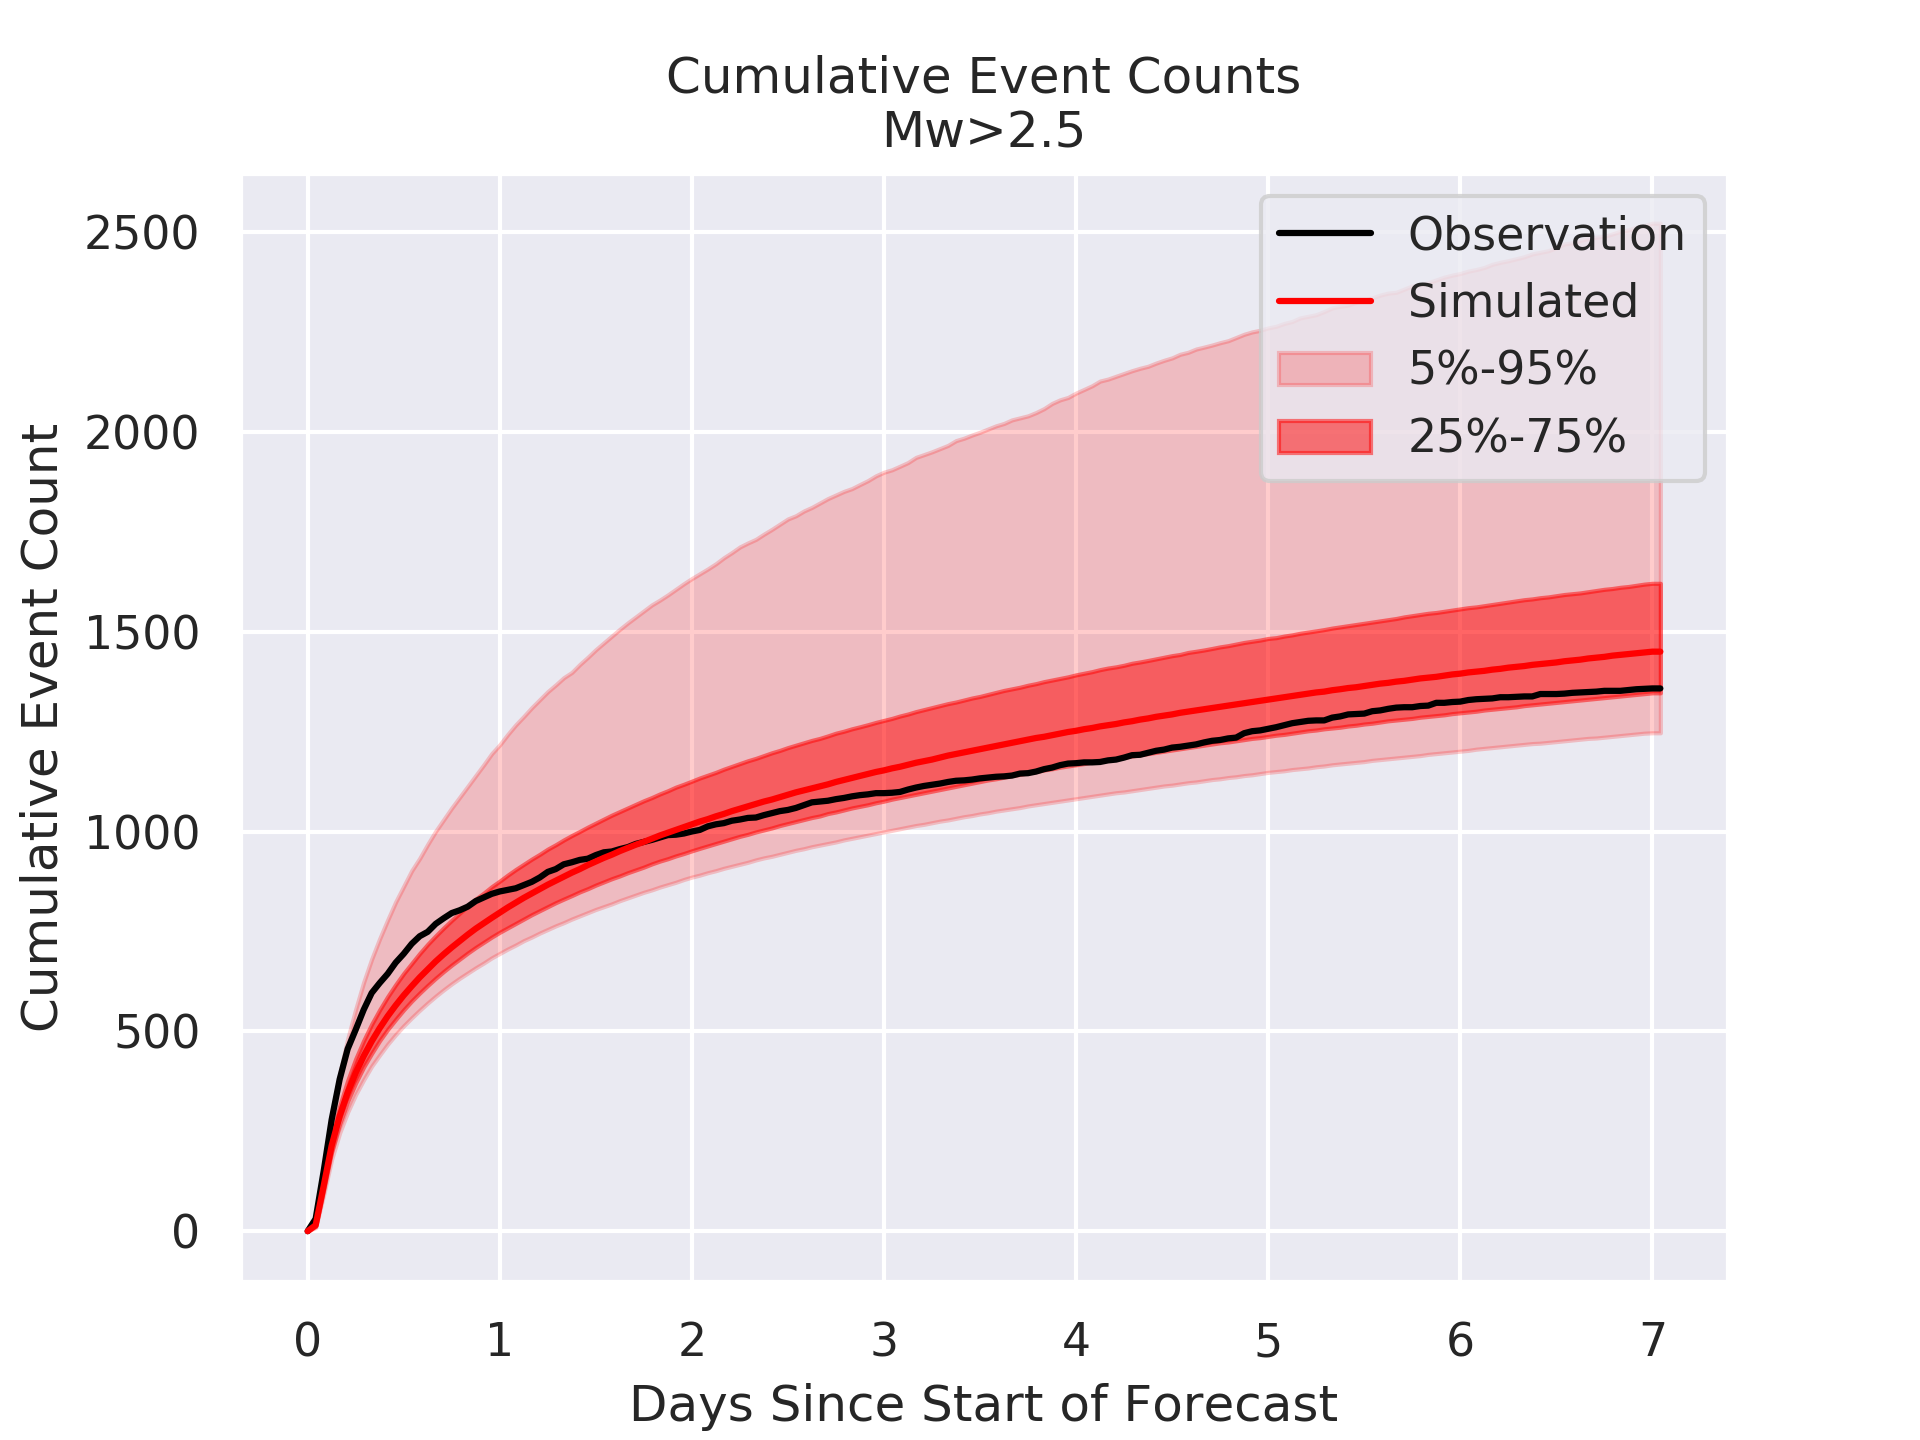 Cumulative Event Counts
Mw>2.5
Cumulative Event Count
2500
2000
1500
1000
500
0
Observation
Simulated
5%-95%
25%-75%
0 1 2 3 4 5 6 7
Days Since Start of Forecast